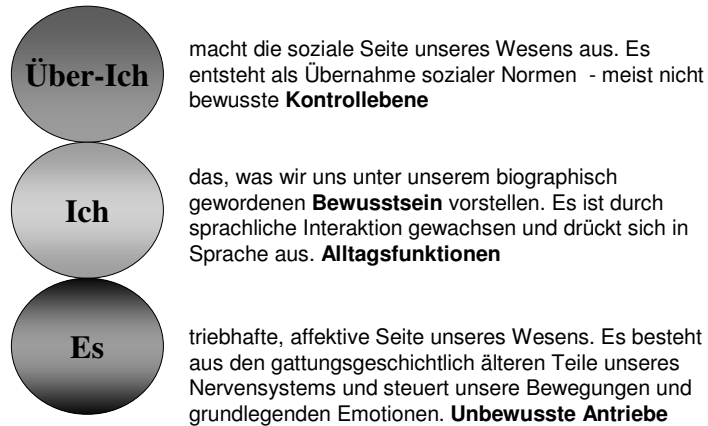 Über-Ich
macht die soziale Seite unseres Wesens aus. Es
entsteht als Übernahme sozialer Normen - meist nicht
bewusste Kontrollebene
Ich
das, was wir uns unter unserem biographisch
gewordenen Bewusstsein vorstellen. Es ist durch
sprachliche Interaktion gewachsen und drückt sich in
Sprache aus. Alltagsfunktionen
Es
triebhafte, affektive Seite unseres Wesens. Es besteht
aus den gattungsgeschichtlich älteren Teile unseres
Nervensystems und steuert unsere Bewegungen und
grundlegenden Emotionen. Unbewusste Antriebe